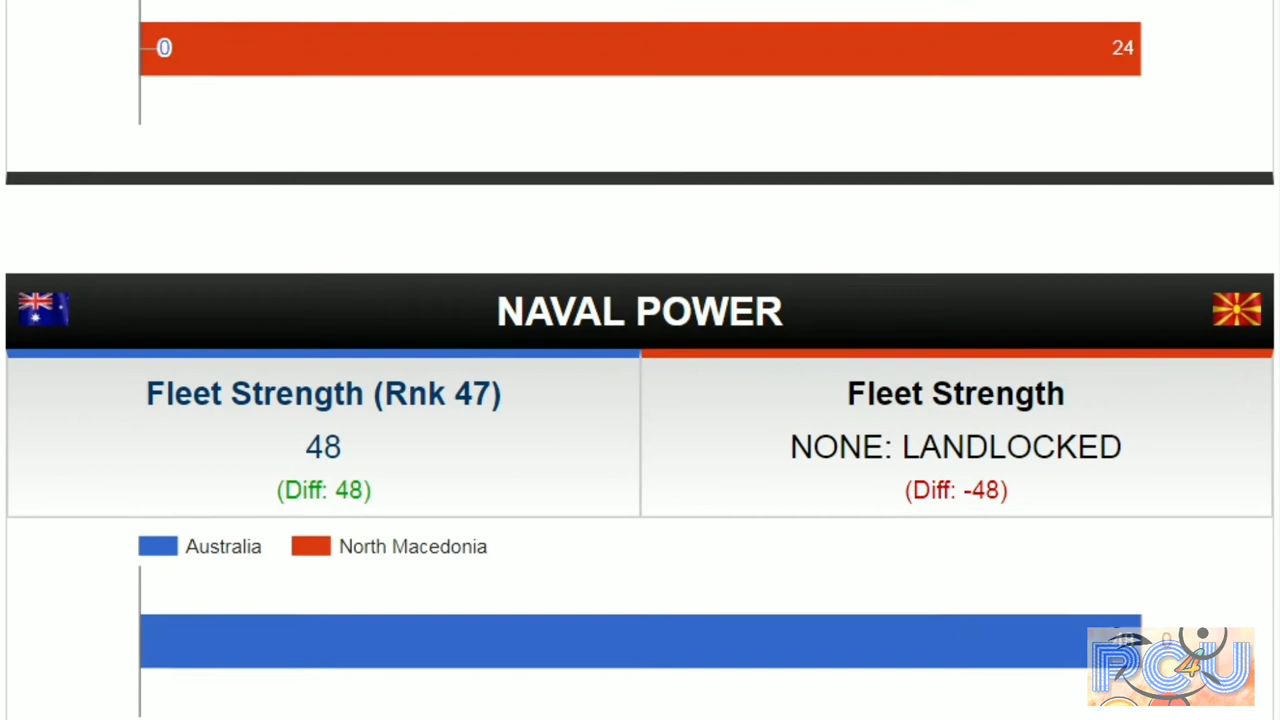 0 24
NAVAL POWER
Fleet Strength (Rnk 47) Fleet Strength
48 NONE: LANDLOCKED
(Diff: 48) (Diff: -48)
Australia North Macedonia
PC4U